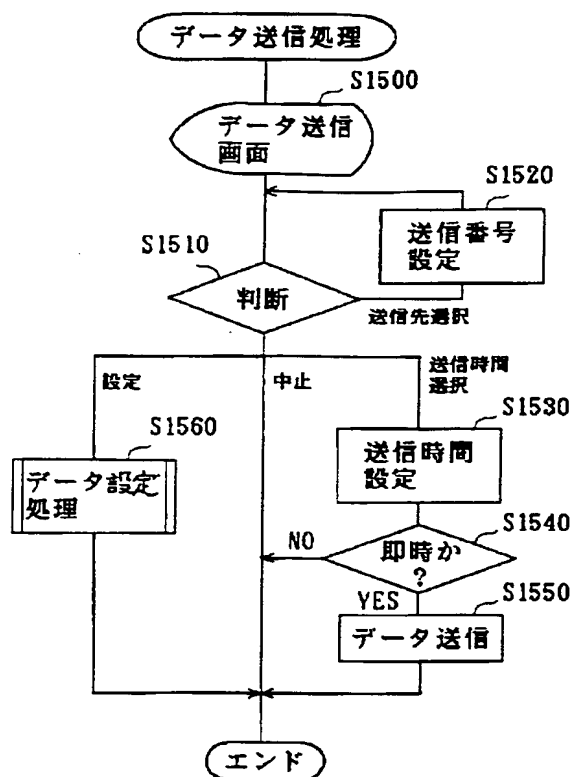 データ送信処理
S1500
データ送信
画面
S1520
送信番号
設定
S1510
判断
送信先選択
設定
中止
送信時間
選択
S1560
データ設定
処理
S1530
送信時間
設定
S1540
即時か
?
NO
YES
S1550
データ送信
エンド